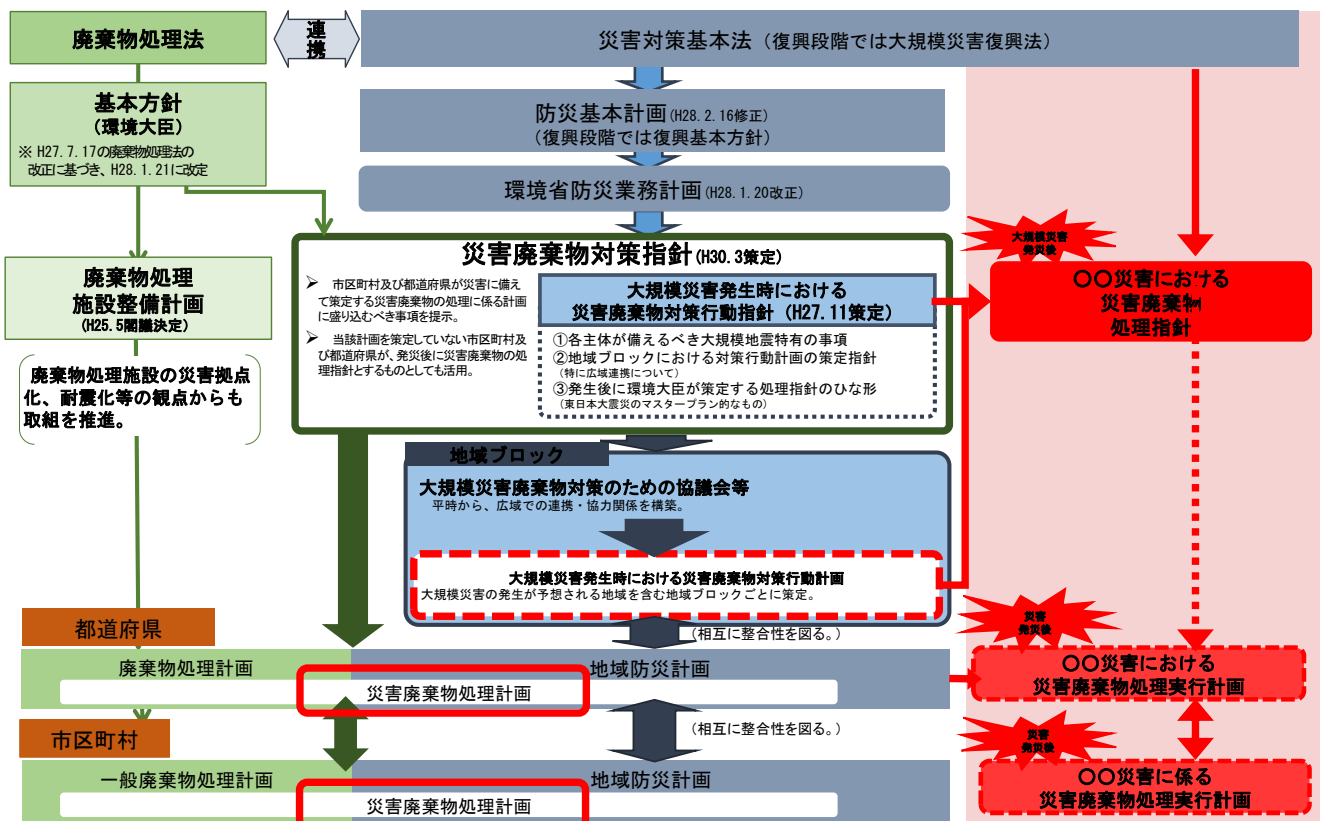 廃棄物処理法
連
携
災害対策基本法（復興段階では大規模災害復興法）
基本方針
（環境大臣）
※ H27.7.17の廃棄物処理法の
改正に基づき、H28.1.21に改定
防災基本計画(H28.2.16修正)
(復興段階では復興基本方針)
環境省防災業務計画(H28.1.20改正)
廃棄物処理
施設整備計画
(H25.5閣議決定)
廃棄物処理施設の災害拠点
化、耐震化等の観点からも
取組を推進。
災害廃棄物対策指針(H30.3策定)
➢ 市区町村及び都道府県が災害に備え
て策定する災害廃棄物の処理に係る計画
に盛り込むべき事項を提示。
➢ 当該計画を策定していない市区町村及
び都道府県が、発災後に災害廃棄物の処
理指針とするものとしても活用。
大規模災害発生時における
災害廃棄物対策行動指針（H27.11策定）
①各主体が備えるべき大規模地震特有の事項
②地域ブロックにおける対策行動計画の策定指針
（特に広域連携について）
③発生後に環境大臣が策定する処理指針のひな形
（東日本大震災のマスタープラン的なもの）
大規模災害
発災後
〇〇災害における
災害廃棄物
処理指針
地域ブロック
大規模災害廃棄物対策のための協議会等
平時から、広域での連携・協力関係を構築。
大規模災害発生時における災害廃棄物対策行動計画
大規模災害の発生が予想される地域を含む地域ブロックごとに策定。
（相互に整合性を図る。）
都道府県
廃棄物処理計画
地域防災計画
災害廃棄物処理計画
災害
発災後
〇〇災害における
災害廃棄物処理実行計画
（相互に整合性を図る。）
市区町村
一般廃棄物処理計画
地域防災計画
災害廃棄物処理計画
災害
発災後
〇〇災害に係る
災害廃棄物処理実行計画